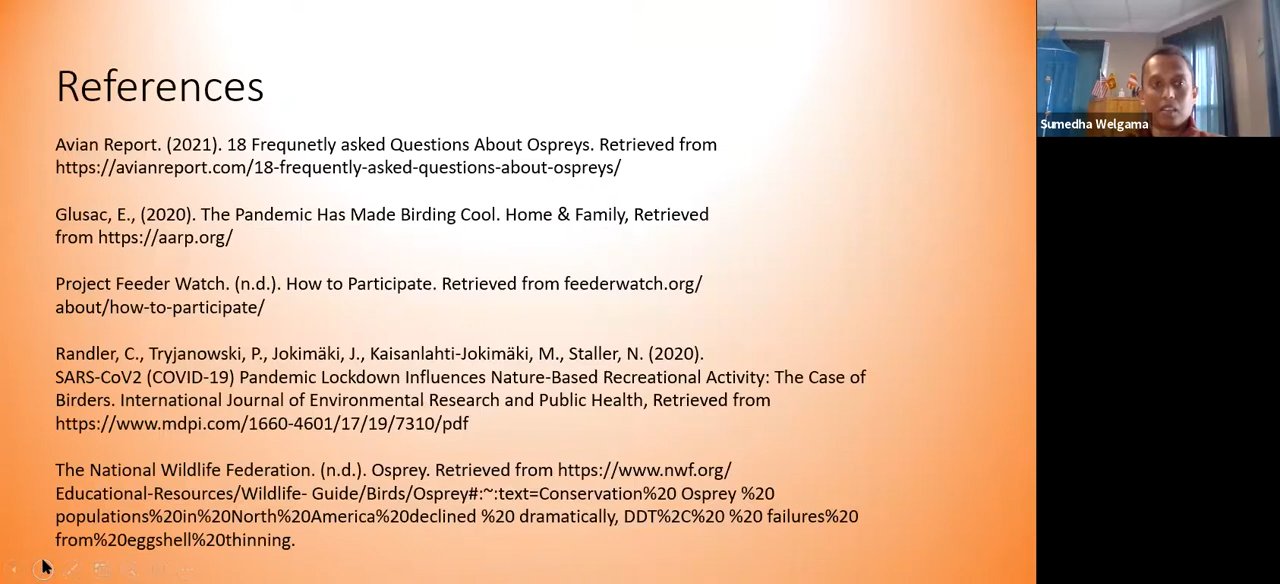 References
Avian Report. (2021). 18 Frequnetly asked Questions About Ospreys. Retrieved from
https://avianreport.com/18-frequently-asked-questions-about-ospreys/
Glusac, E., (2020). The Pandemic Has Made Birding Cool. Home & Family, Retrieved
from https://aarp.org/
Project Feeder Watch. (n.d.). How to Participate. Retrieved from feederwatch.org/
about/how-to-participate/
Randler, C., Tryjanowski, P., Jokimäki, J., Kaisanlahti-Jokimäki, M., Staller, N. (2020).
SARS-CoV2 (COVID-19) Pandemic Lockdown Influences Nature-Based Recreational Activity: The Case of
Birders. International Journal of Environmental Research and Public Health, Retrieved from
https://www.mdpi.com/1660-4601/17/19/7310/pdf
The National Wildlife Federation. (n.d.). Osprey. Retrieved from https://www.nwf.org/
Educational-Resources/Wildlife- Guide/Birds/Osprey#:~:text=Conservation%20 Osprey %20
populations%20in%20North%20America%20declined %20 dramatically, DDT%2C%20 %20 failures%20
from%20eggshell%20thinning.
Sumedha Welgama